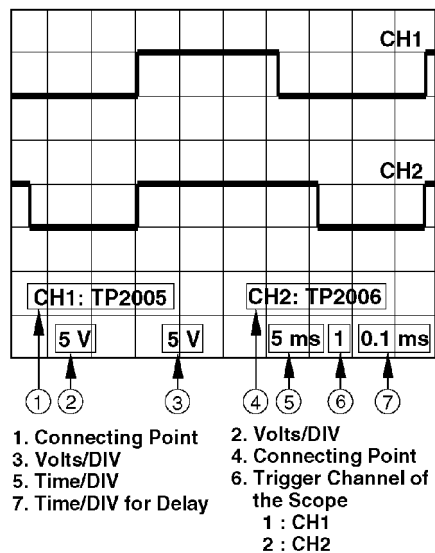 CH1
CH2
CH1: TP2005 CH2: TP2006
5 V 5 V 5 ms 1 0.1 ms
1 2 3 4 5 6 7
1. Connecting Point 2. Volts/DIV
3. Volts/DIV 4. Connecting Point
5. Time/DIV 6. Trigger Channel of
7. Time/DIV for Delay the Scope
1 : CH1
2 : CH2